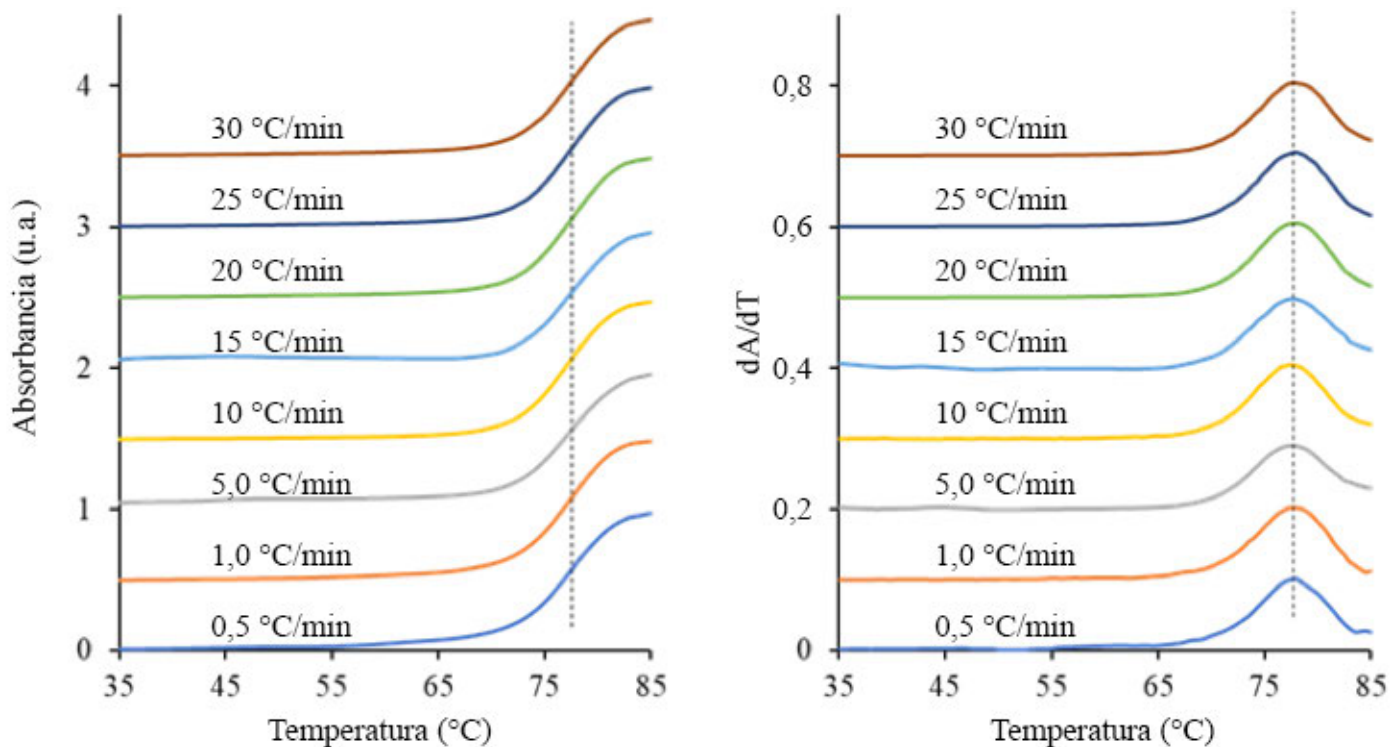 4
3
2
1
0
Absorbancia (u.a.)
30 °C/min
25 °C/min
20 °C/min
15 °C/min
10 °C/min
5,0 °C/min
1,0 °C/min
0,5 °C/min
35 45 55 65 75 85
Temperatura (°C)
0,8
0,6
0,4
0,2
0
dA/dT
30 °C/min
25 °C/min
20 °C/min
15 °C/min
10 °C/min
5,0 °C/min
1,0 °C/min
0,5 °C/min
35 45 55 65 75 85
Temperatura (°C)